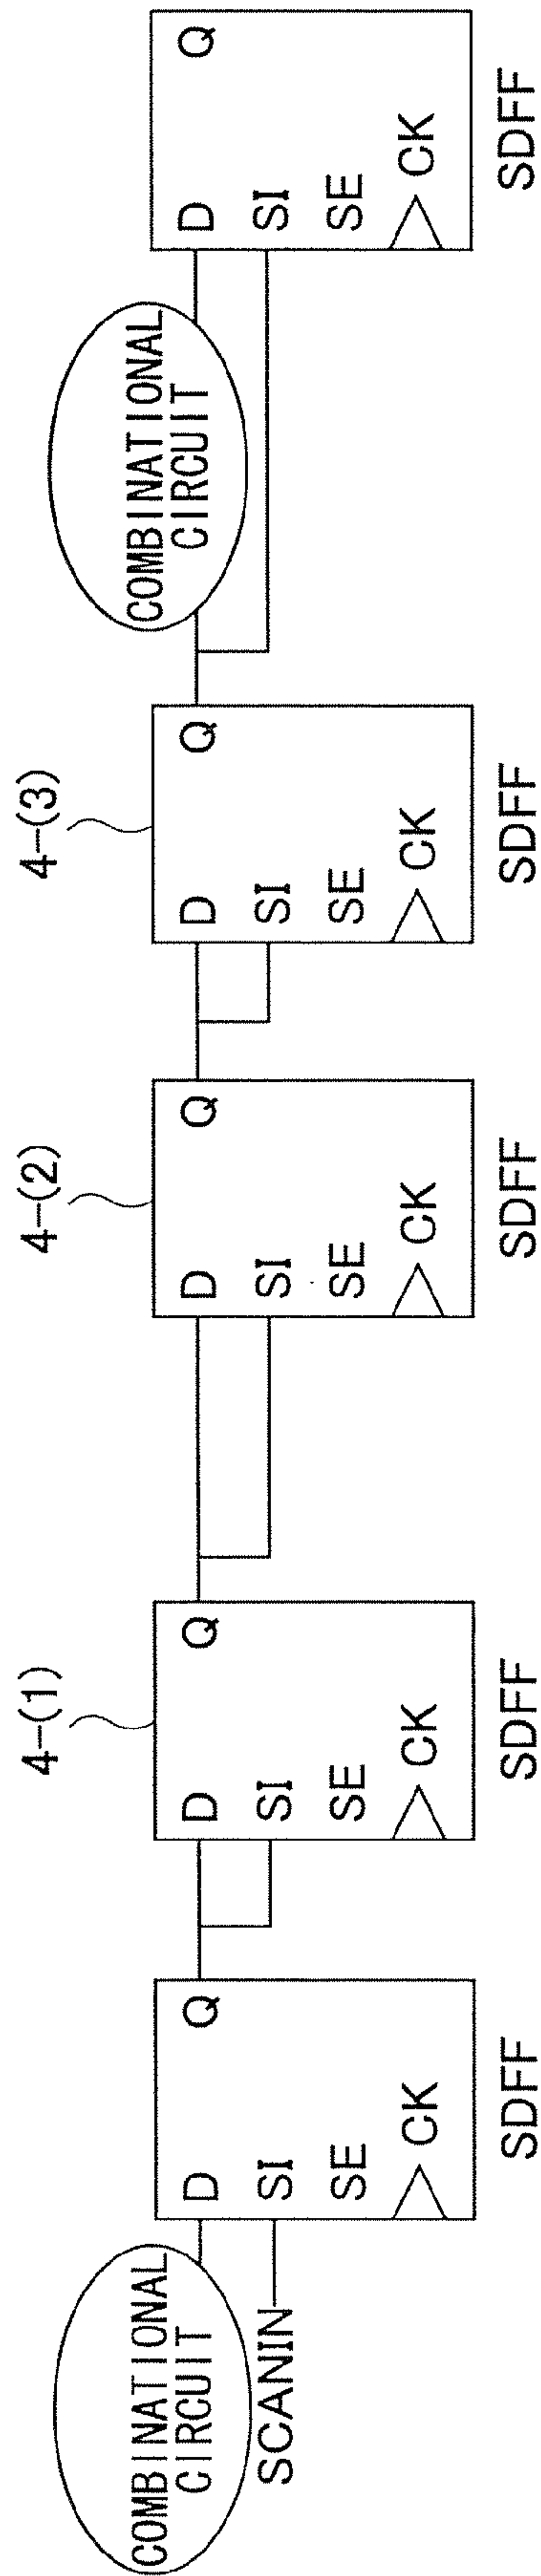 COMBINATIONAL
CIRCUIT
SCANIN
D
Q
SI
SE
CK
SDFF
4-(1)
D
Q
SI
SE
CK
SDFF
4-(2)
D
Q
SI
SE
CK
SDFF
4-(3)
D
Q
SI
SE
CK
SDFF
COMBINATIONAL
CIRCUIT
D
Q
SI
SE
CK
SDFF